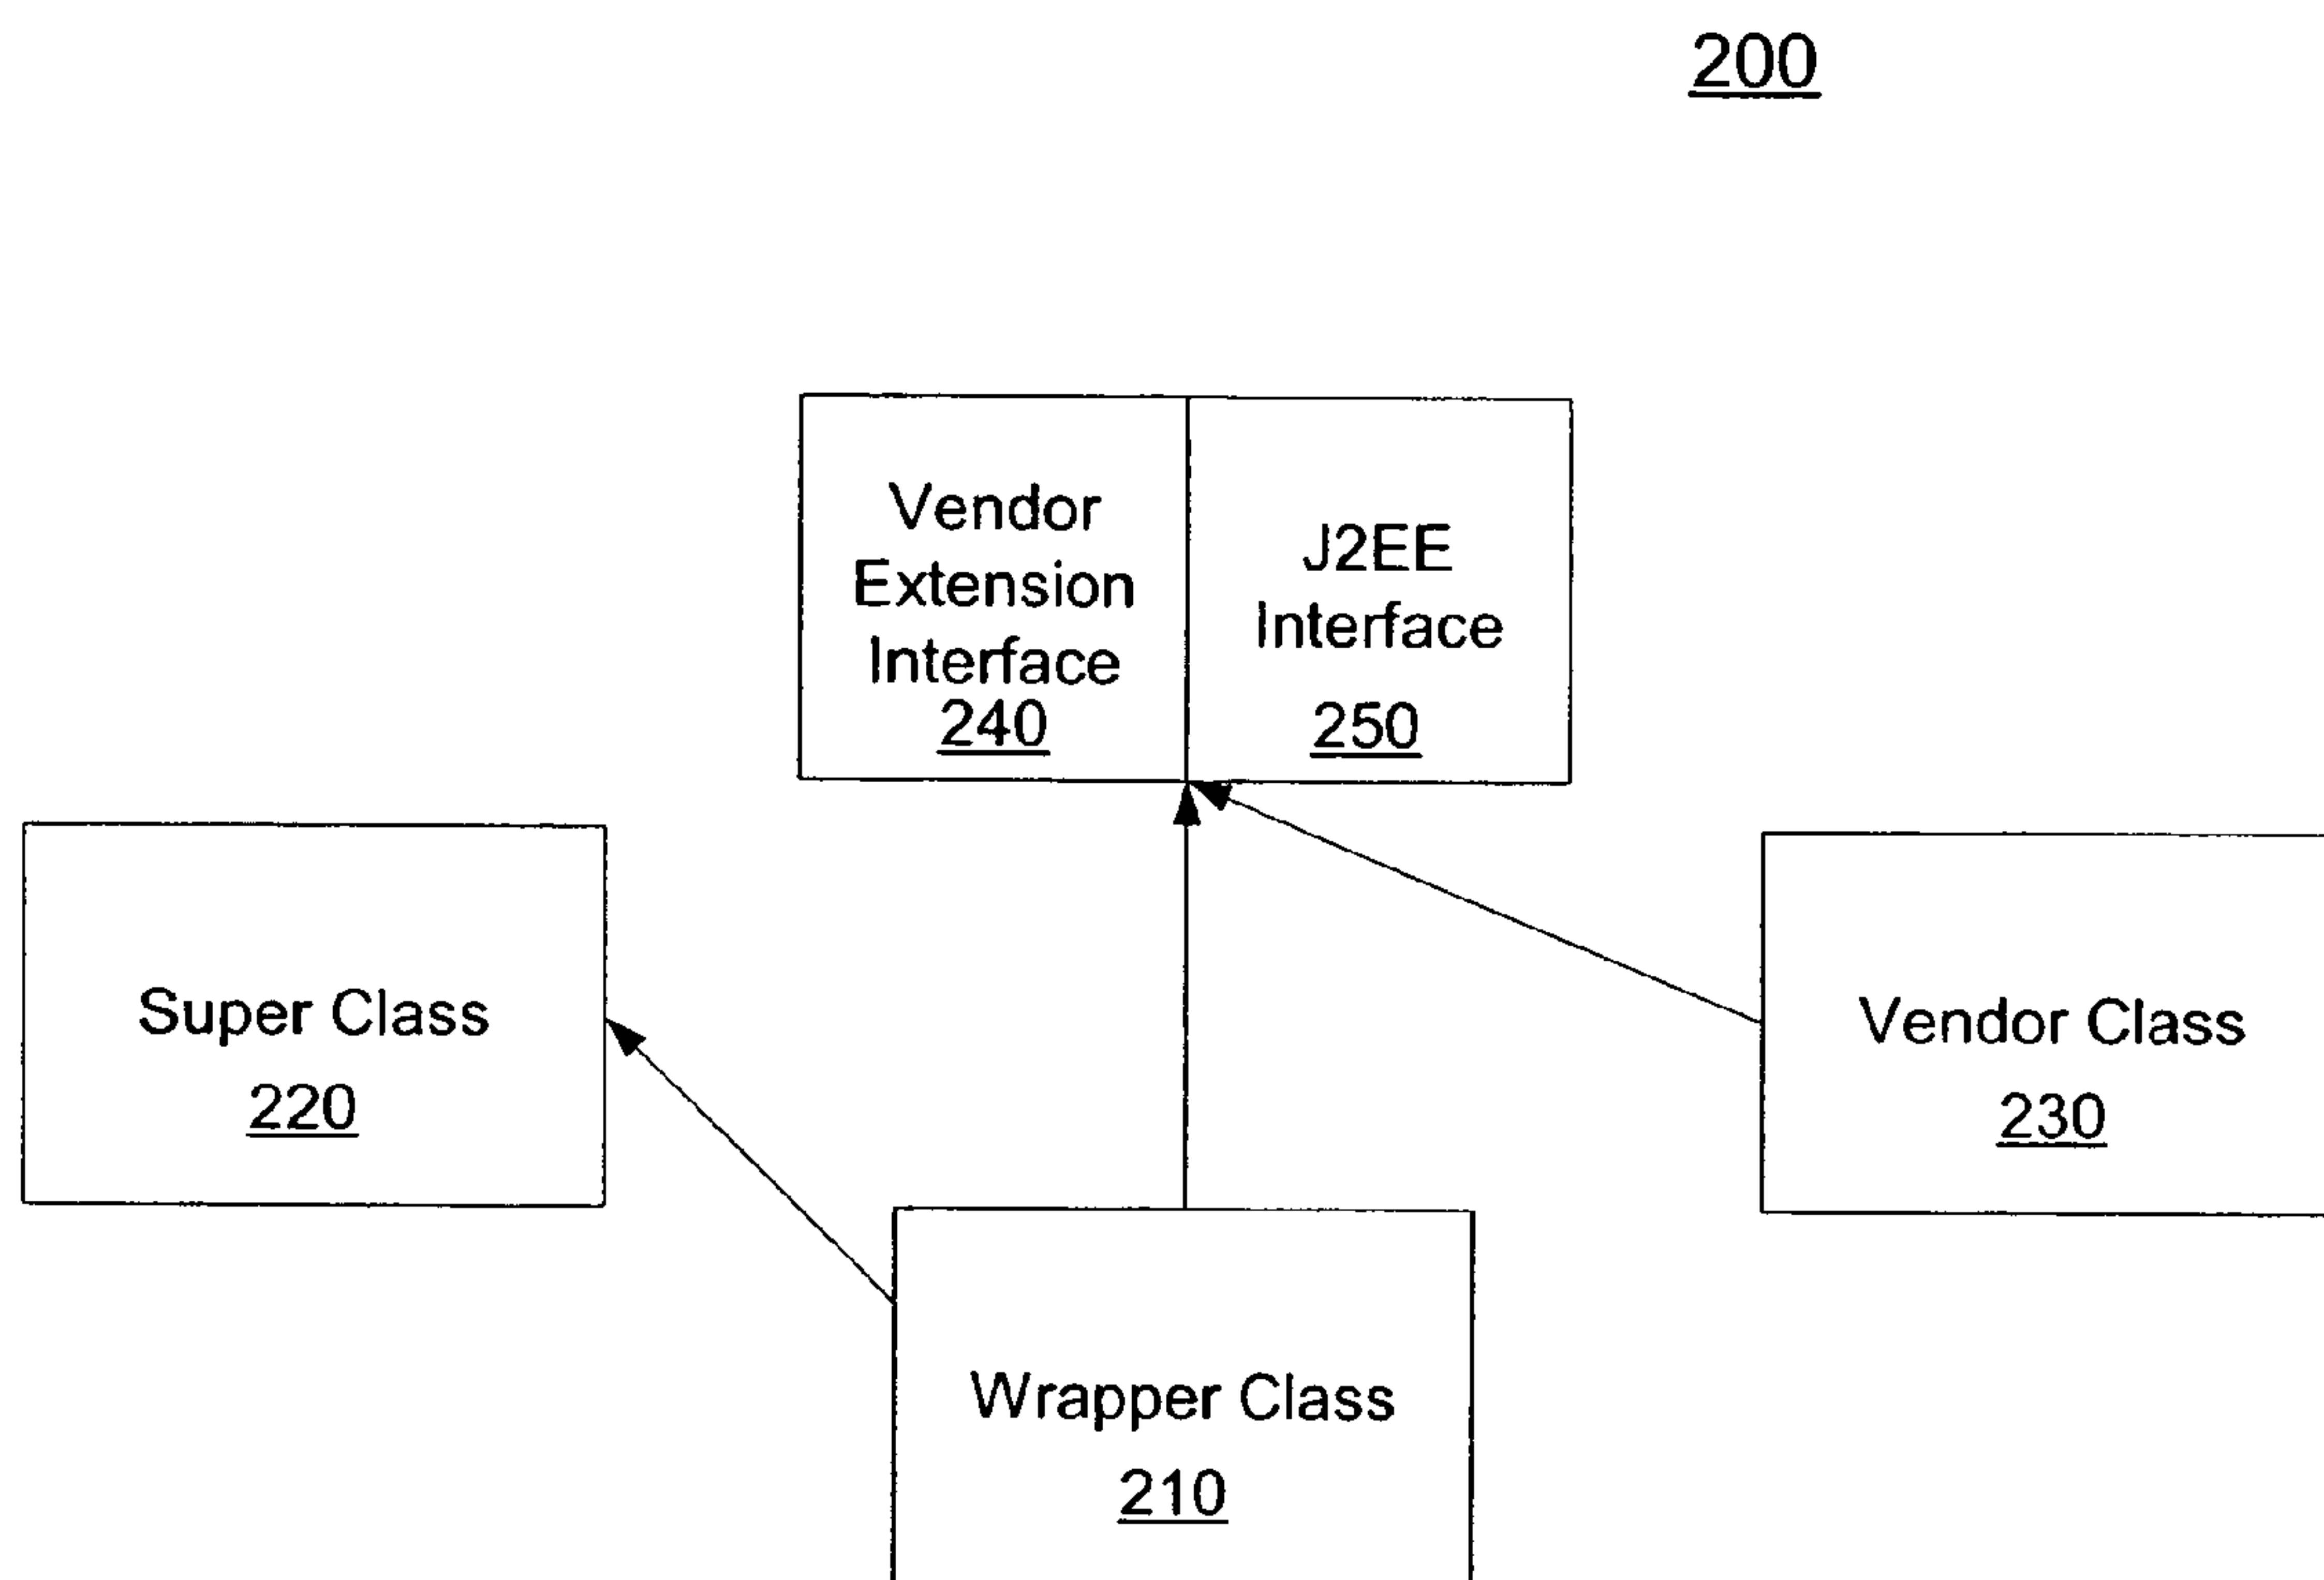 200
Vendor
Extension
Interface
240
J2EE
Interface
250
Super Class
220
Vendor Class
230
Wrapper Class
210